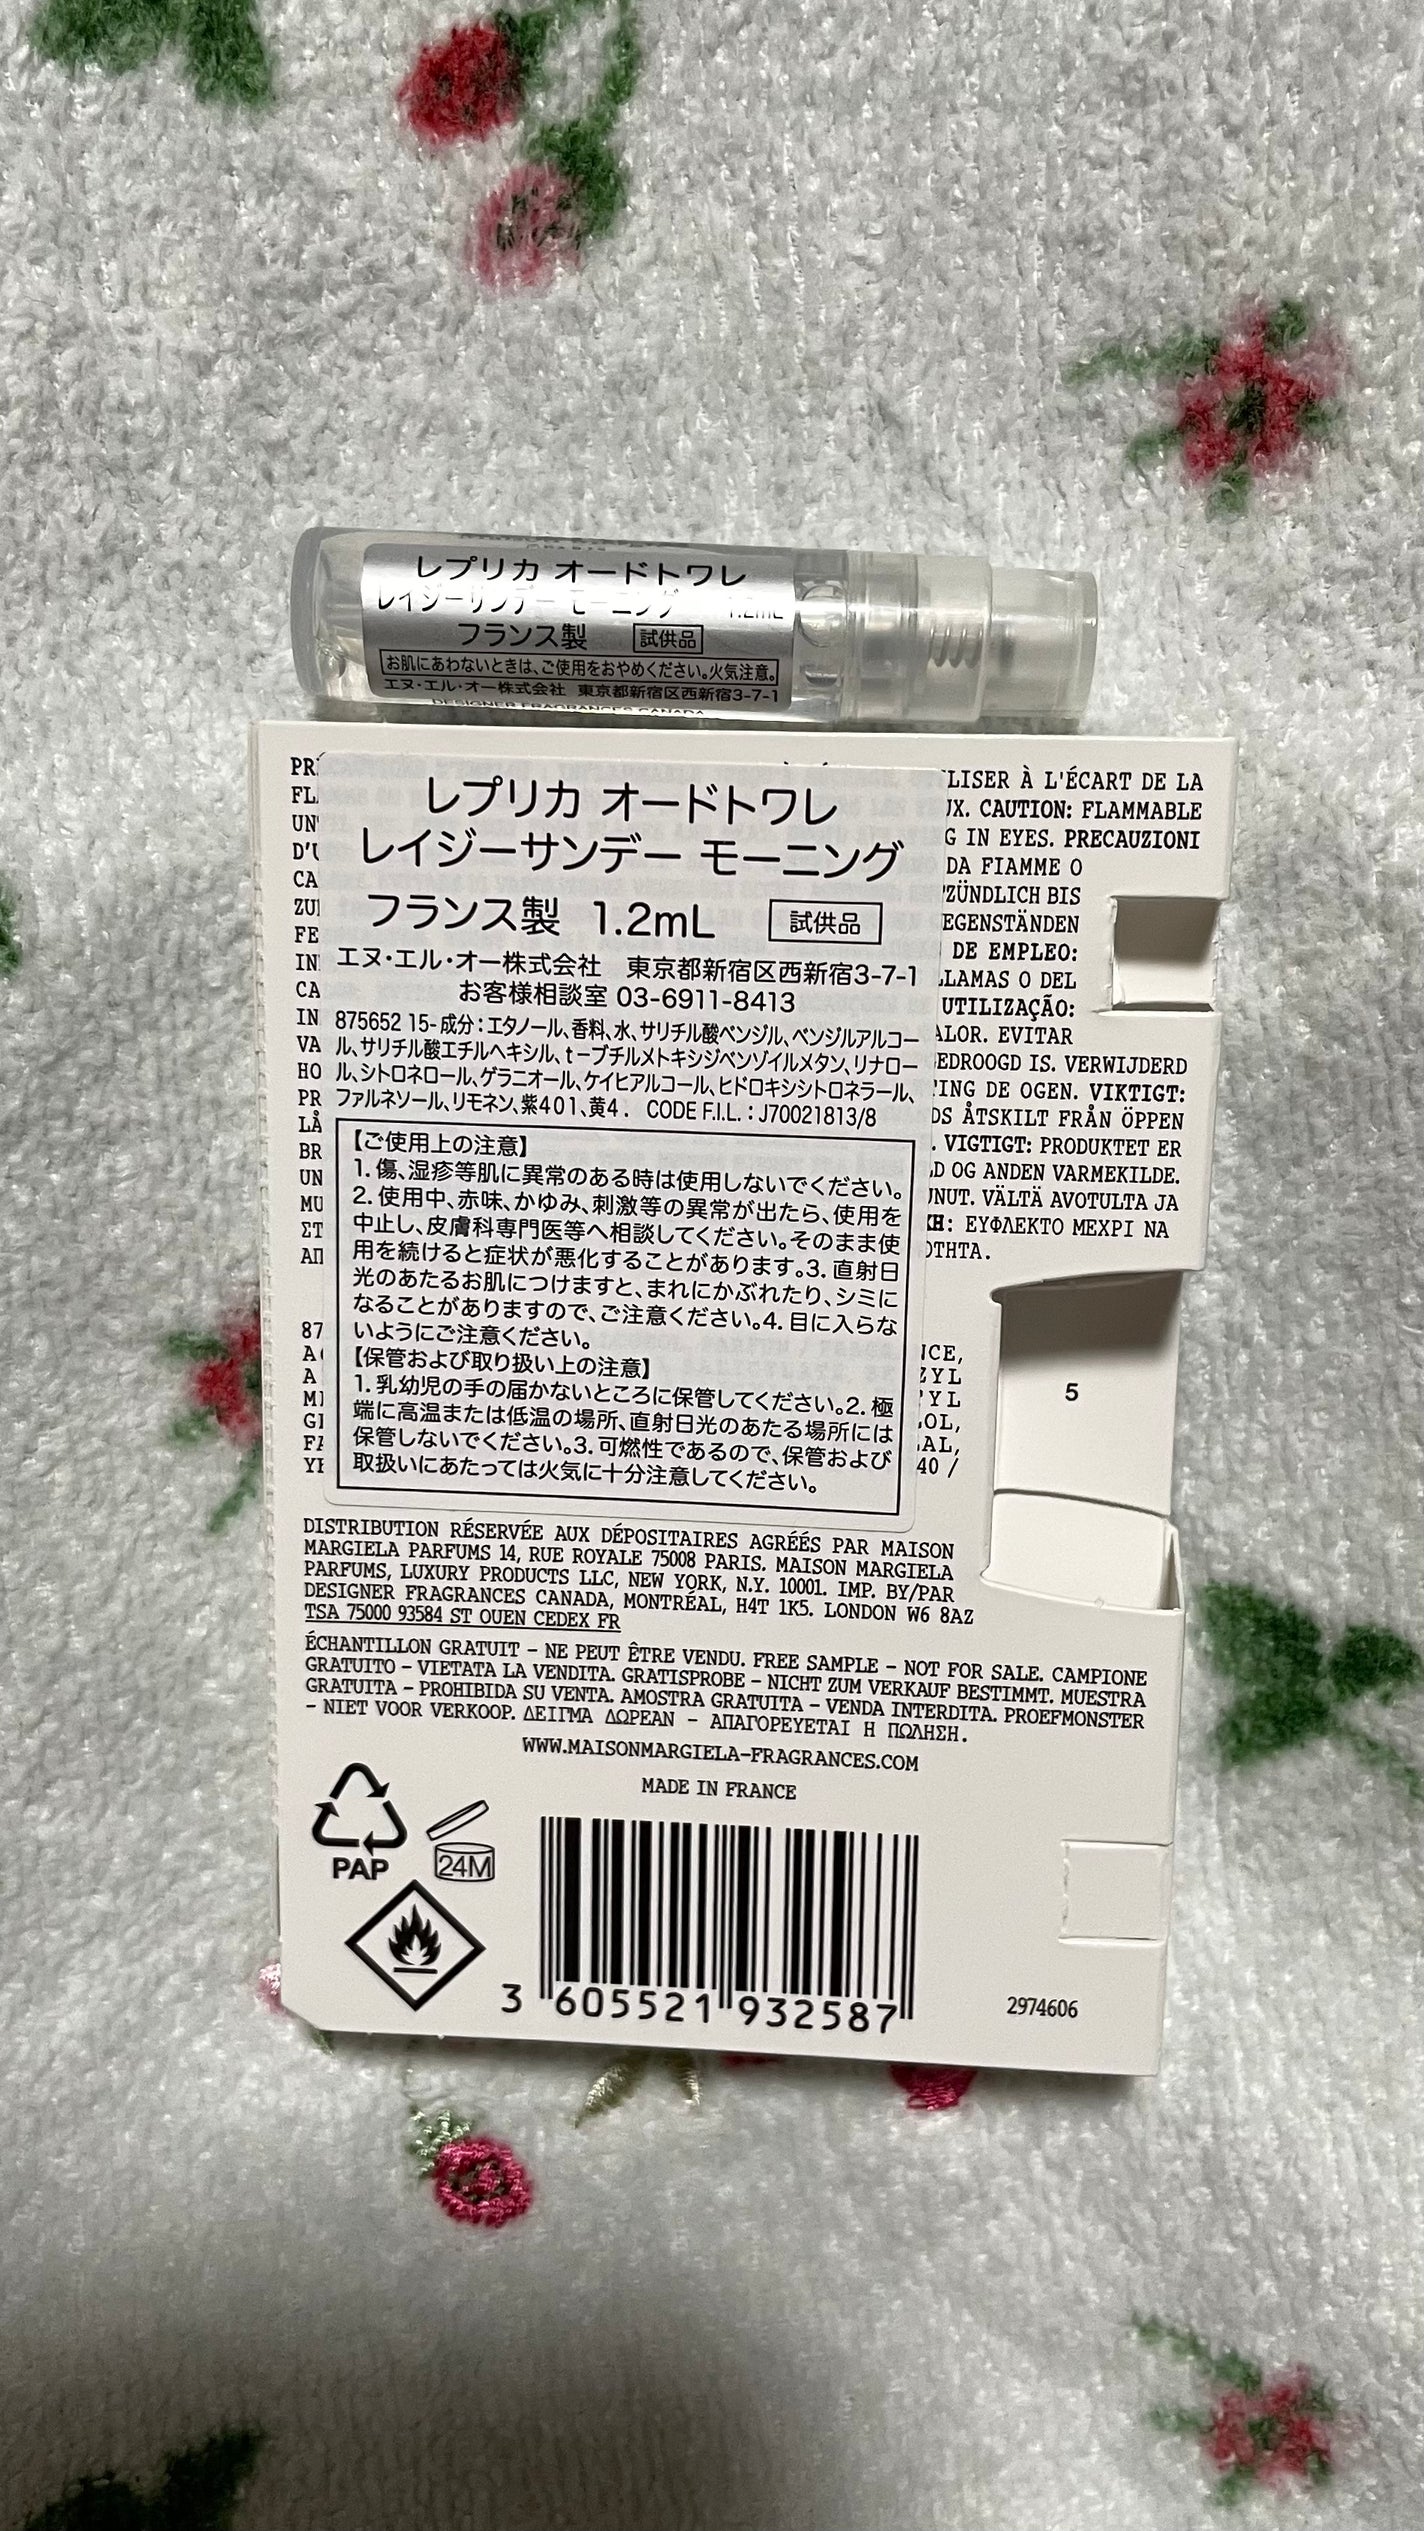 レプリカ オードトワレ
レイジーサンデー モーニング 1.2mL
フランス製 試供品
お肌にあわないときは、ご使用をおやめください。火気注意。
エヌ・エル・オー株式会社 東京都新宿区西新宿3-7-1
DESIGNER FRAGRANCES CANADA
レプリカ オードトワレ
レイジーサンデー モーニング
フランス製 1.2mL 試供品
エヌ・エル・オー株式会社 東京都新宿区西新宿3-7-1
お客様相談室 03-6911-8413
875652 15-成分:エタノール、香料、水、サリチル酸ベンジル、ベンジルアルコー
ル、サリチル酸エチルヘキシル、t-ブチルメトキシジベンゾイルメタン、リナロー
ル、シトロネロール、ゲラニオール、ケイヒアルコール、ヒドロキシシトロネラール、
ファルネソール、リモネン、紫401、黄4. CODE F.I.L. : J70021813/8
【ご使用上の注意】
1. 傷、湿疹等肌に異常のある時は使用しないでください。
2. 使用中、赤味、かゆみ、刺激等の異常が出たら、使用を
中止し、皮膚科専門医等へ相談してください。そのまま使
用を続けると症状が悪化することがあります。3. 直射日
光のあたるお肌につけますと、まれにかぶれたり、シミに
なることがありますので、ご注意ください。4. 目に入らな
いようにご注意ください。
【保管および取り扱い上の注意】
1. 乳幼児の手の届かないところに保管してください。2. 極
端に高温または低温の場所、直射日光のあたる場所には
保管しないでください。3. 可燃性であるので、保管および
取扱いにあたっては火気に十分注意してください。
À L'ÉCART DE LA
CAUTION: FLAMMABLE
IN EYES. PRECAUZIONI
DA FIAMME O
BIS
DE EMPLEO:
O DEL
UTILIZAÇÃO:
EVITAR
IS. VERWIJDERD
DE OGEN. VIKTIGT:
ÅTSKILT FRÅN ÖPPEN
VIGTIGT: PRODUKTET ER
OG ANDEN VARMEKILDE.
VÄLTÄ AVOTULTA JA
ΕΥΦΛΕΚΤΟ ΜΕΧΡΙ ΝΑ
5
DISTRIBUTION RÉSERVÉE AUX DÉPOSITAIRES AGRÉÉS PAR MAISON
MARGIELA PARFUMS 14, RUE ROYALE 75008 PARIS. MAISON MARGIELA
PARFUMS, LUXURY PRODUCTS LLC, NEW YORK, N.Y. 10001. IMP. BY/PAR
DESIGNER FRAGRANCES CANADA, MONTRÉAL, H4T 1K5. LONDON W6 8AZ
TSA 75000 93584 ST OUEN CEDEX FR
ÉCHANTILLON GRATUIT - NE PEUT ÊTRE VENDU. FREE SAMPLE - NOT FOR SALE. CAMPIONE
GRATUITO - VIETATA LA VENDITA. GRATISPROBE - NICHT ZUM VERKAUF BESTIMMT. MUESTRA
GRATUITA - PROHIBIDA SU VENTA. AMOSTRA GRATUITA - VENDA INTERDITA. PROEFMONSTER
- NIET VOOR VERKOOP. ΔΕΙΓΜΑ ΔΩΡΕΑΝ - ΑΠΑΓΟΡΕΥΕΤΑΙ Η ΠΩΛΗΣΗ.
WWW.MAISONMARGIELA-FRAGRANCES.COM
MADE IN FRANCE
PAP
24M
3 605521 932587
2974606